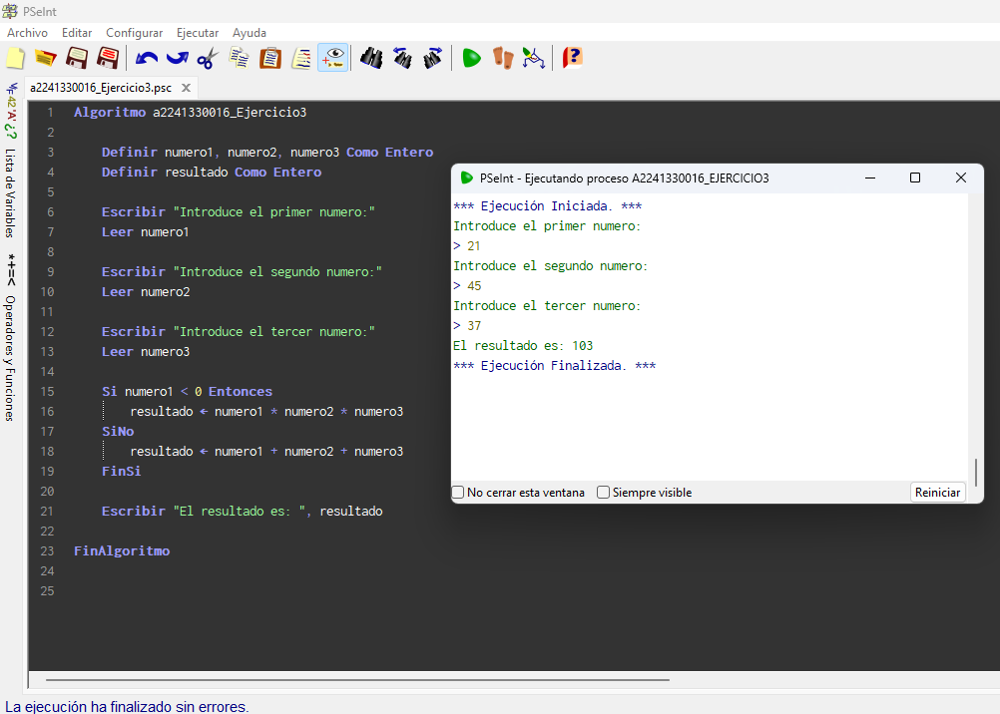 PSeInt
Archivo Editar Configurar Ejecutar Ayuda
a2241330016_Ejercicio3.psc
Lista de Variables
*+=<
Operadores y Funciones
1 Algoritmo a2241330016_Ejercicio3
2
3 Definir numero1, numero2, numero3 Como Entero
4 Definir resultado Como Entero
5
6 Escribir "Introduce el primer numero:"
7 Leer numero1
8
9 Escribir "Introduce el segundo numero:"
10 Leer numero2
11
12 Escribir "Introduce el tercer numero:"
13 Leer numero3
14
15 Si numero1 < 0 Entonces
16 resultado ← numero1 * numero2 * numero3
17 SiNo
18 resultado ← numero1 + numero2 + numero3
19 FinSi
20
21 Escribir "El resultado es: ", resultado
22
23 FinAlgoritmo
24
25
PSeInt - Ejecutando proceso A2241330016_EJERCICIO3
*** Ejecución Iniciada. ***
Introduce el primer numero:
> 21
Introduce el segundo numero:
> 45
Introduce el tercer numero:
> 37
El resultado es: 103
*** Ejecución Finalizada. ***
No cerrar esta ventana Siempre visible Reiniciar
La ejecución ha finalizado sin errores.